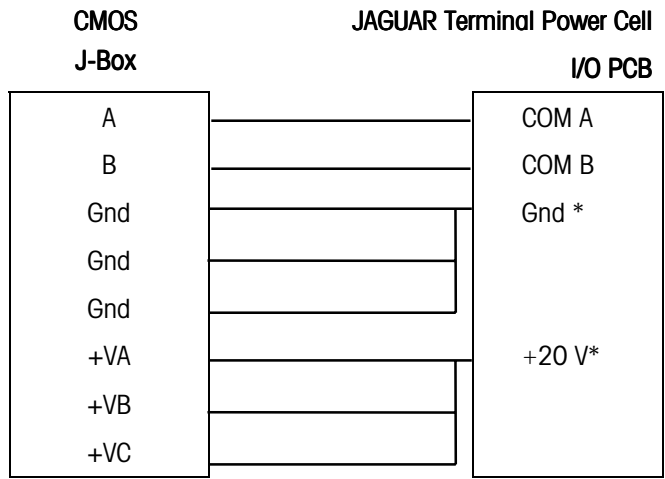 CMOS
J-Box
JAGUAR Terminal Power Cell
I/O PCB
A
COM A
B
COM B
Gnd
Gnd *
Gnd
Gnd
+VA
+20 V*
+VB
+VC